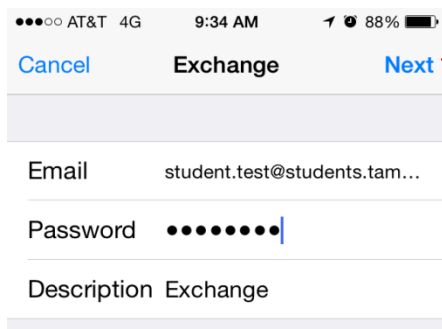 AT&T 4G 9:34 AM 88%
Cancel Exchange Next
Email student.test@students.tam...
Password ••••••••
Description Exchange